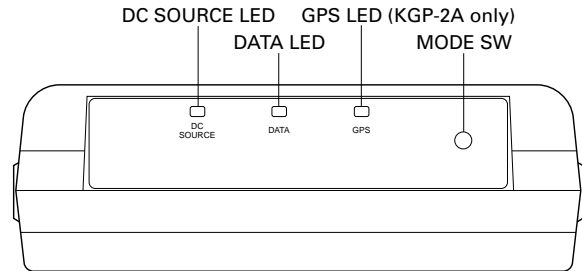 DC SOURCE LED GPS LED (KGP-2A only)
DATA LED MODE SW
DC
SOURCE DATA GPS